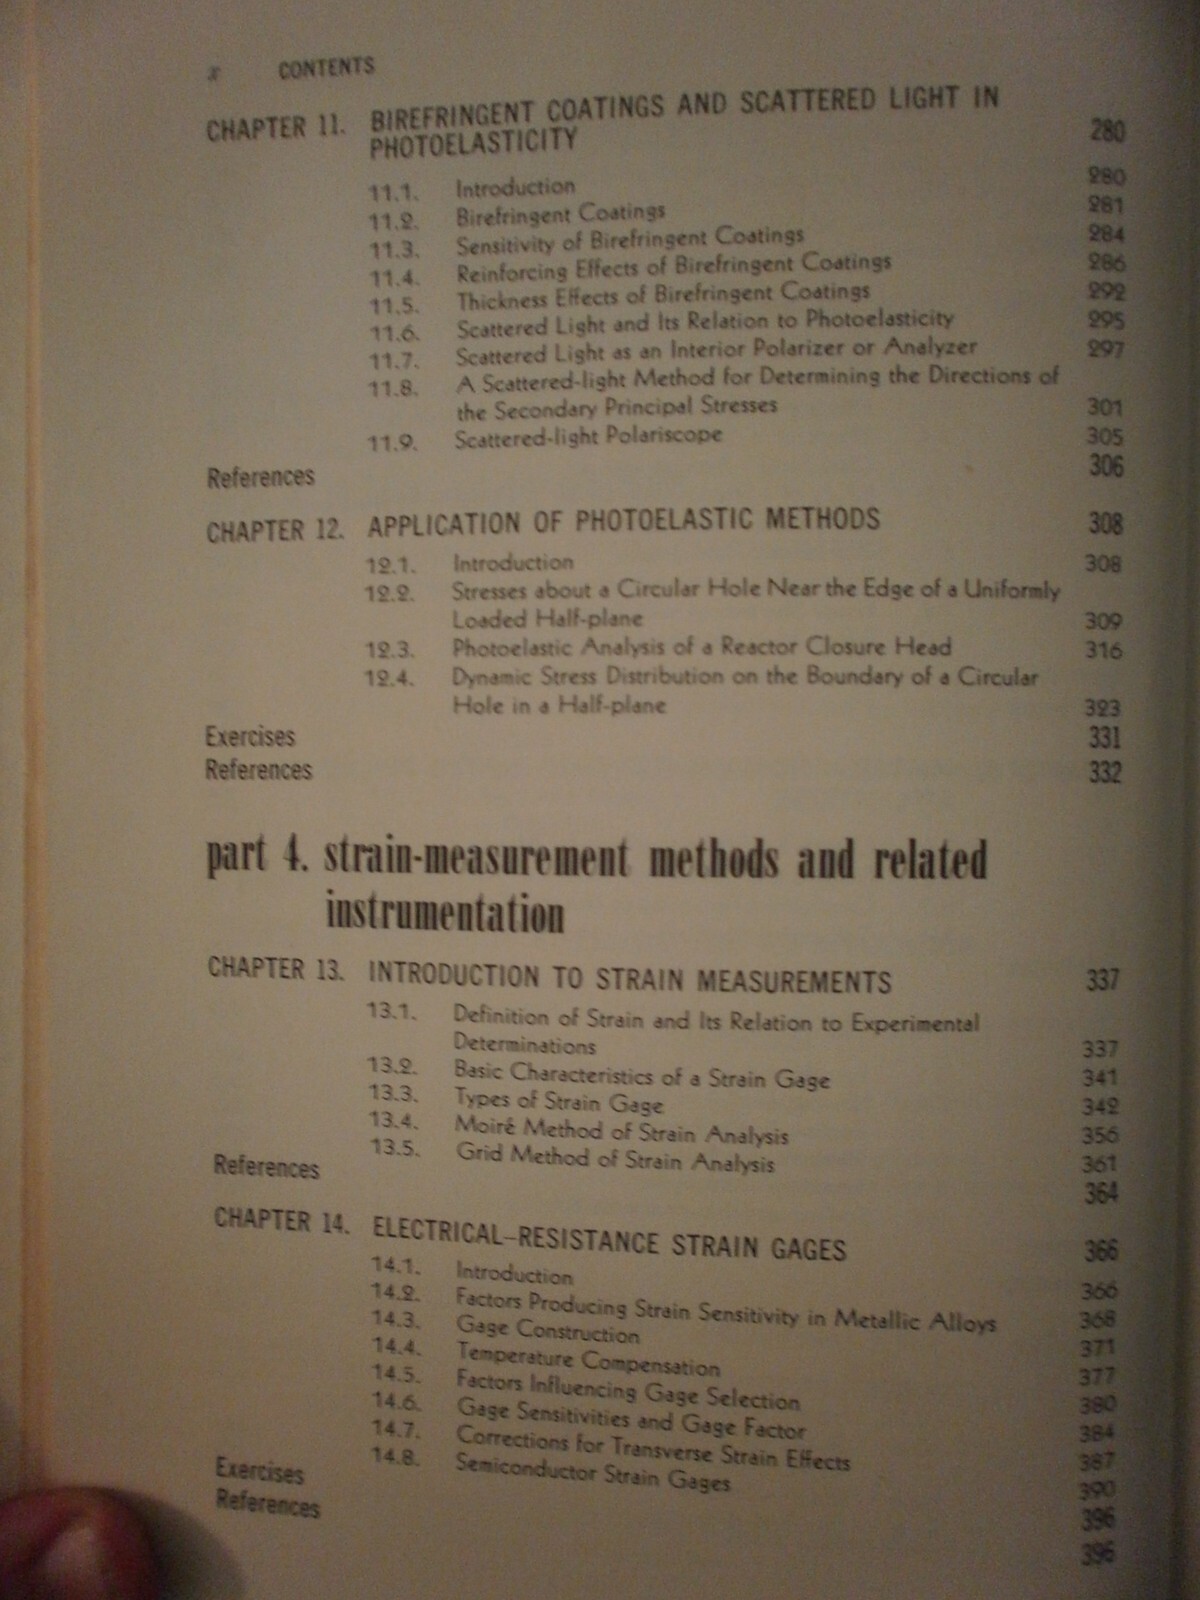 x CONTENTS
CHAPTER 11. BIREFRINGENT COATINGS AND SCATTERED LIGHT IN
PHOTOELASTICITY 280
11.1. Introduction 280
11.2. Birefringent Coatings 281
11.3. Sensitivity of Birefringent Coatings 284
11.4. Reinforcing Effects of Birefringent Coatings 286
11.5. Thickness Effects of Birefringent Coatings 292
11.6. Scattered Light and Its Relation to Photoelasticity 295
11.7. Scattered Light as an Interior Polarizer or Analyzer 297
11.8. A Scattered-light Method for Determining the Directions of
the Secondary Principal Stresses 301
11.9. Scattered-light Polariscope 305
References 306
CHAPTER 12. APPLICATION OF PHOTOELASTIC METHODS 308
12.1. Introduction 308
12.2. Stresses about a Circular Hole Near the Edge of a Uniformly
Loaded Half-plane 309
12.3. Photoelastic Analysis of a Reactor Closure Head 316
12.4. Dynamic Stress Distribution on the Boundary of a Circular
Hole in a Half-plane 323
Exercises 331
References 332
part 4. strain-measurement methods and related
instrumentation
CHAPTER 13. INTRODUCTION TO STRAIN MEASUREMENTS 337
13.1. Definition of Strain and Its Relation to Experimental
Determinations 337
13.2. Basic Characteristics of a Strain Gage 341
13.3. Types of Strain Gage 342
13.4. Moiré Method of Strain Analysis 356
13.5. Grid Method of Strain Analysis 361
References 364
CHAPTER 14. ELECTRICAL-RESISTANCE STRAIN GAGES 366
14.1. Introduction 366
14.2. Factors Producing Strain Sensitivity in Metallic Alloys 368
14.3. Gage Construction 371
14.4. Temperature Compensation 377
14.5. Factors Influencing Gage Selection 380
14.6. Gage Sensitivities and Gage Factor 384
14.7. Corrections for Transverse Strain Effects 387
14.8. Semiconductor Strain Gages 390
Exercises 396
References 396